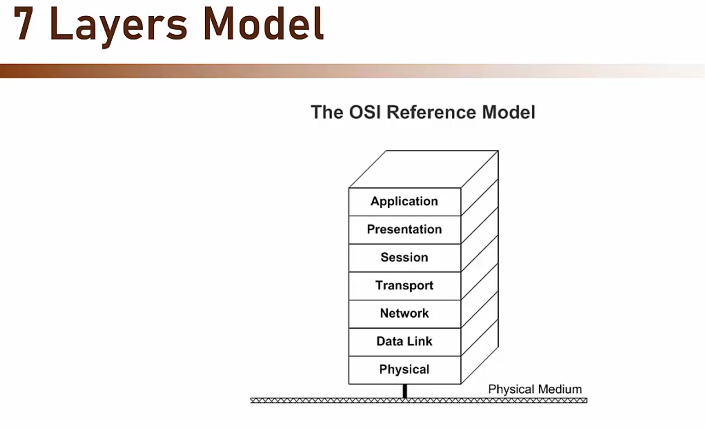 7 Layers Model
The OSI Reference Model
Application
Presentation
Session
Transport
Network
Data Link
Physical
Physical Medium